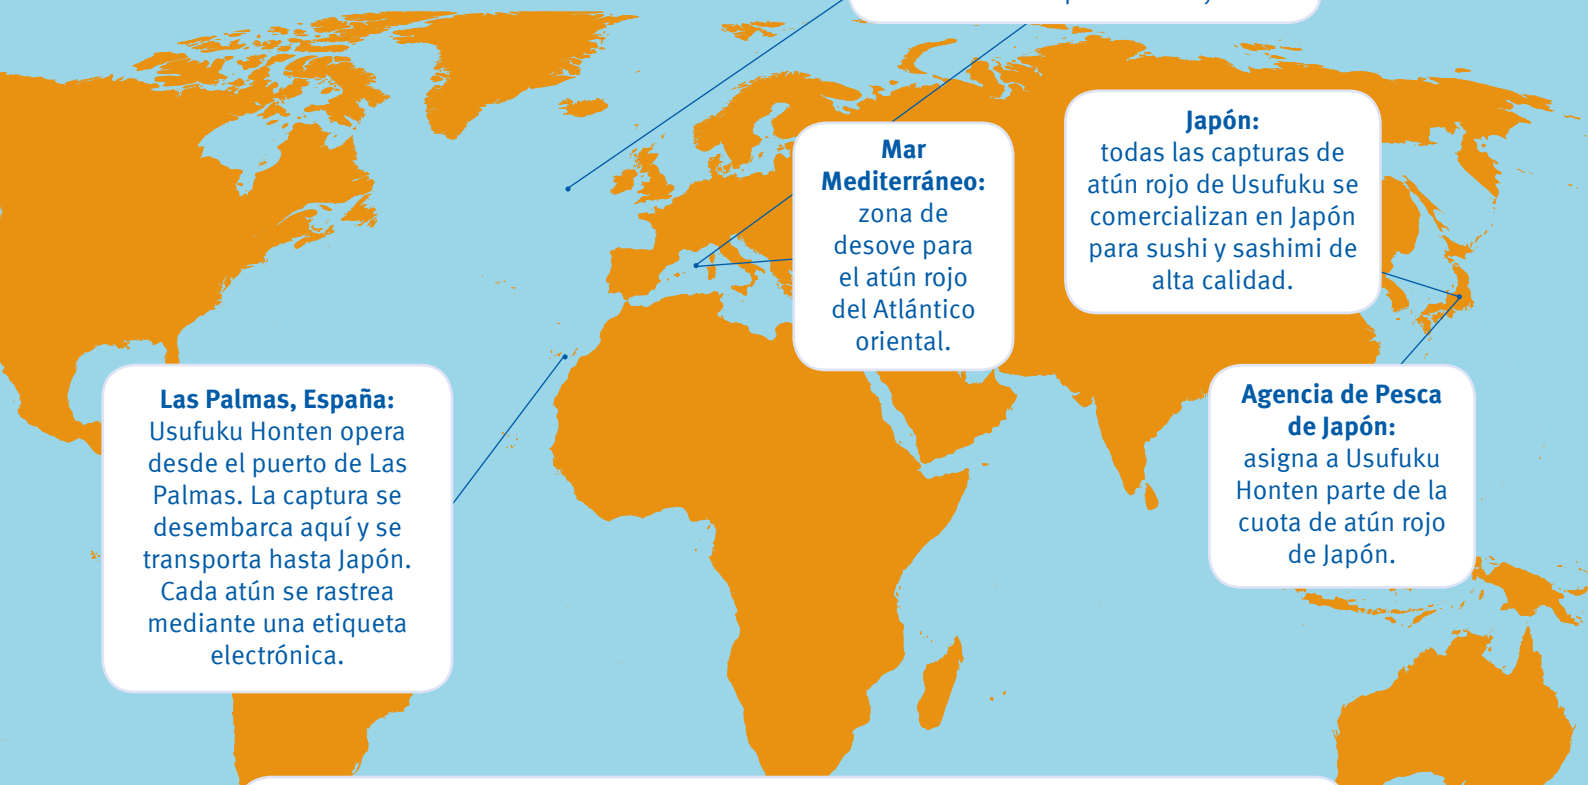 Mar
Mediterráneo:
zona de
desove para
el atún rojo
del Atlántico
oriental.
Japón:
todas las capturas de
atún rojo de Usufuku se
comercializan en Japón
para sushi y sashimi de
alta calidad.
Las Palmas, España:
Usufuku Honten opera
desde el puerto de Las
Palmas. La captura se
desembarca aquí y se
transporta hasta Japón.
Cada atún se rastrea
mediante una etiqueta
electrónica.
Agencia de Pesca
de Japón:
asigna a Usufuku
Honten parte de la
cuota de atún rojo
de Japón.